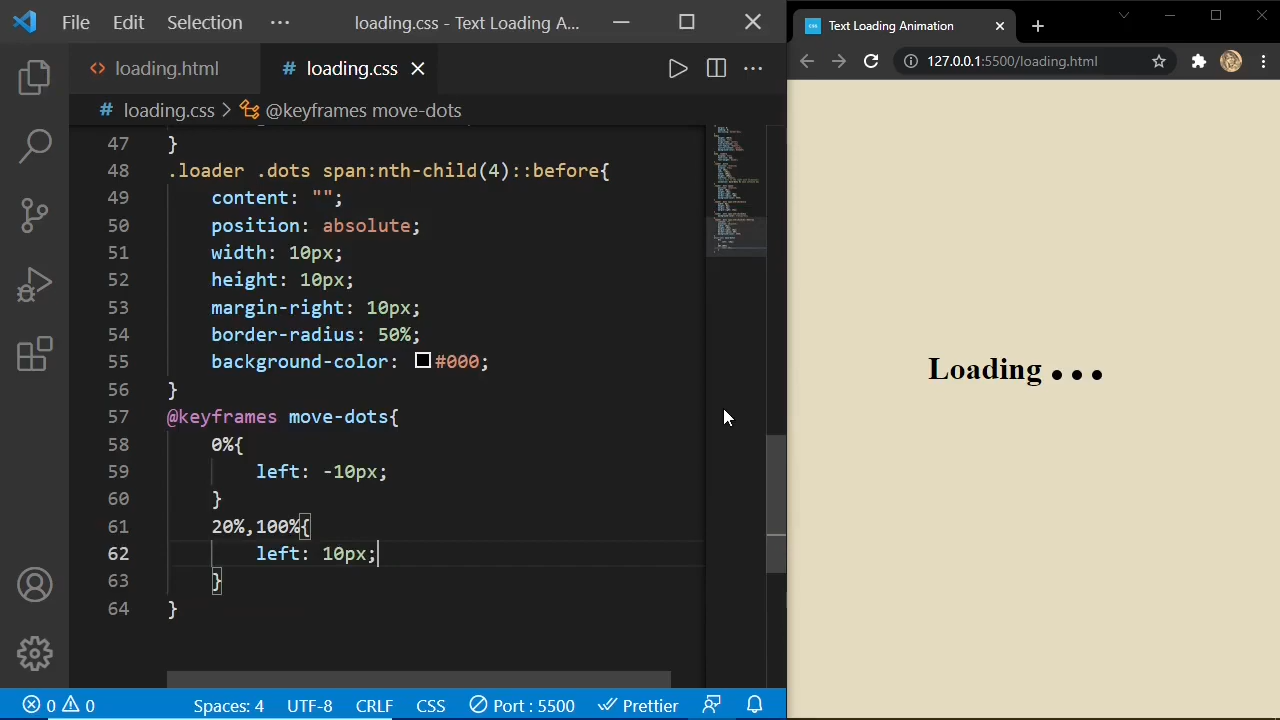 File Edit Selection ··· loading.css - Text Loading A...
loading.html # loading.css
# loading.css > @keyframes move-dots
47 }
48 .loader .dots span:nth-child(4)::before{
49 content: "";
50 position: absolute;
51 width: 10px;
52 height: 10px;
53 margin-right: 10px;
54 border-radius: 50%;
55 background-color: #000;
56 }
57 @keyframes move-dots{
58 0%{
59 left: -10px;
60 }
61 20%,100%{
62 left: 10px;
63 }
64 }
0 0 Spaces: 4 UTF-8 CRLF CSS Port : 5500 Prettier
Text Loading Animation
127.0.0.1:5500/loading.html
Loading